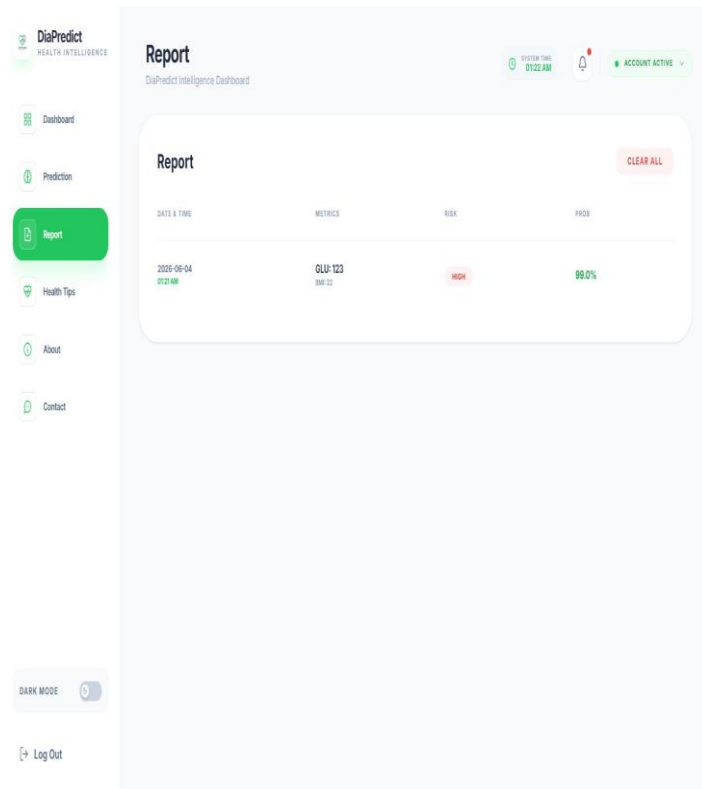 DiaPredict
HEALTH INTELLIGENCE
Dashboard
Prediction
Report
Health Tips
About
Contact
DARK MODE
Log Out
Report
DiaPredict Intelligence Dashboard
SYSTEM TIME
01:22 AM
ACCOUNT ACTIVE
Report
CLEAR ALL
DATE & TIME METRICS RISK PROB
2026-06-04 GLU: 123 HIGH 99.0%
01:21 AM BMI: 22